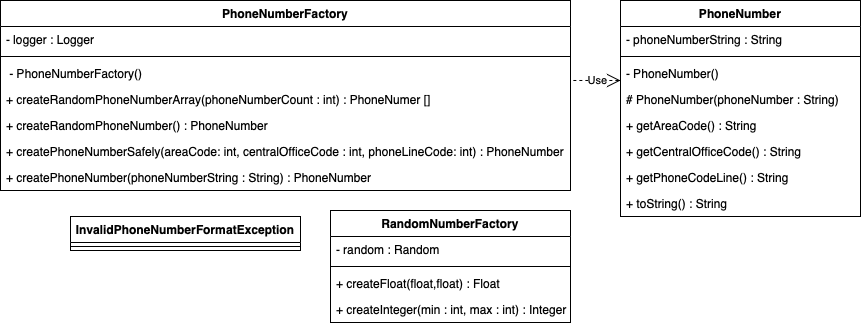 PhoneNumberFactory
- logger : Logger
- PhoneNumberFactory()
+ createRandomPhoneNumberArray(phoneNumberCount : int) : PhoneNumer []
+ createRandomPhoneNumber() : PhoneNumber
+ createPhoneNumberSafely(areaCode: int, centralOfficeCode : int, phoneLineCode: int) : PhoneNumber
+ createPhoneNumber(phoneNumberString : String) : PhoneNumber
Use
PhoneNumber
- phoneNumberString : String
- PhoneNumber()
# PhoneNumber(phoneNumber : String)
+ getAreaCode() : String
+ getCentralOfficeCode() : String
+ getPhoneCodeLine() : String
+ toString() : String
InvalidPhoneNumberFormatException
RandomNumberFactory
- random : Random
+ createFloat(float,float) : Float
+ createInteger(min : int, max : int) : Integer